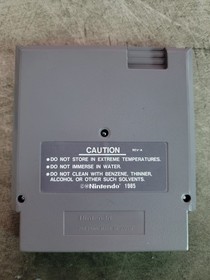 CAUTION
●DO NOT STORE IN EXTREME TEMPERATURES.
●DO NOT IMMERSE IN WATER.
●DO NOT CLEAN WITH BENZENE, THINNER,
ALCOHOL OR OTHER SUCH SOLVENTS.
©®Nintendo 1985
Nintendo